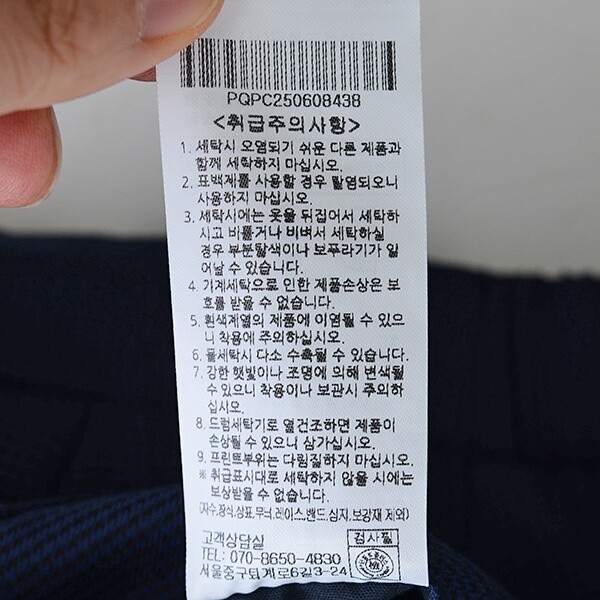 PQPC250608438
<취급주의사항>
1. 세탁시 오염되기 쉬운 다른 제품과
함께 세탁하지 마십시오.
2. 표백제를 사용할 경우 탈염되오니
사용하지 마십시오.
3. 세탁시에는 옷을 뒤집어서 세탁하
시고 비틀거나 비벼서 세탁하실
경우 부분탈색이나 보푸라기가 일
어날 수 있습니다.
4. 기계세탁으로 인한 제품손상은 보
호를 받을 수 없습니다.
5. 흰색계열의 제품에 이염될 수 있으
니 착용에 주의하십시오.
6. 물세탁시 다소 수축될 수 있습니다.
7. 강한 햇빛이나 조명에 의해 변색될
수 있으니 착용이나 보관시 주의하
십시오.
8. 드럼세탁기로 열건조하면 제품이
손상될 수 있으니 삼가십시오.
9. 프린트부위는 다림질하지 마십시오.
※ 취급표시대로 세탁하지 않을 시에는
보상받을 수 없습니다.
(자수,장식,상표,무늬,레이스,밴드,심지,보강재 제외)
고객상담실
검사필
TEL: 070-8650-4830
서울중구퇴계로6길3-24